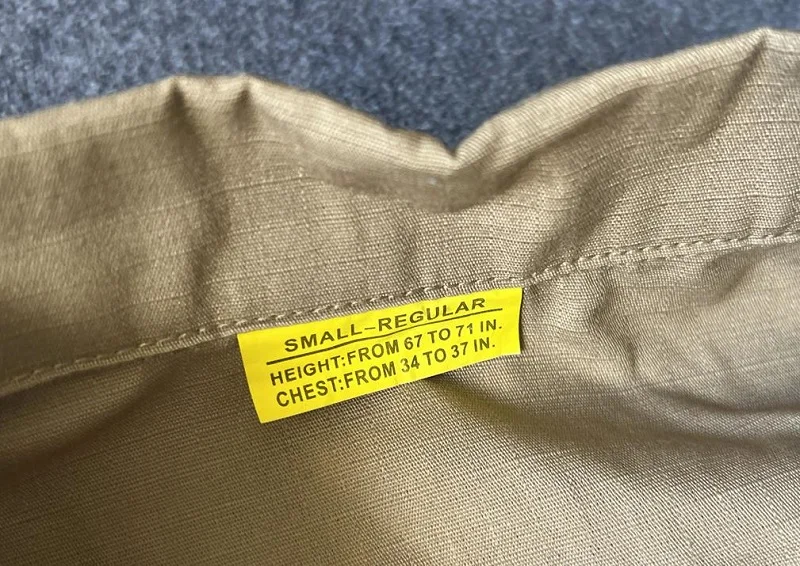 SMALL-REGULAR
HEIGHT:FROM 67 TO 71 IN.
CHEST:FROM 34 TO 37 IN.